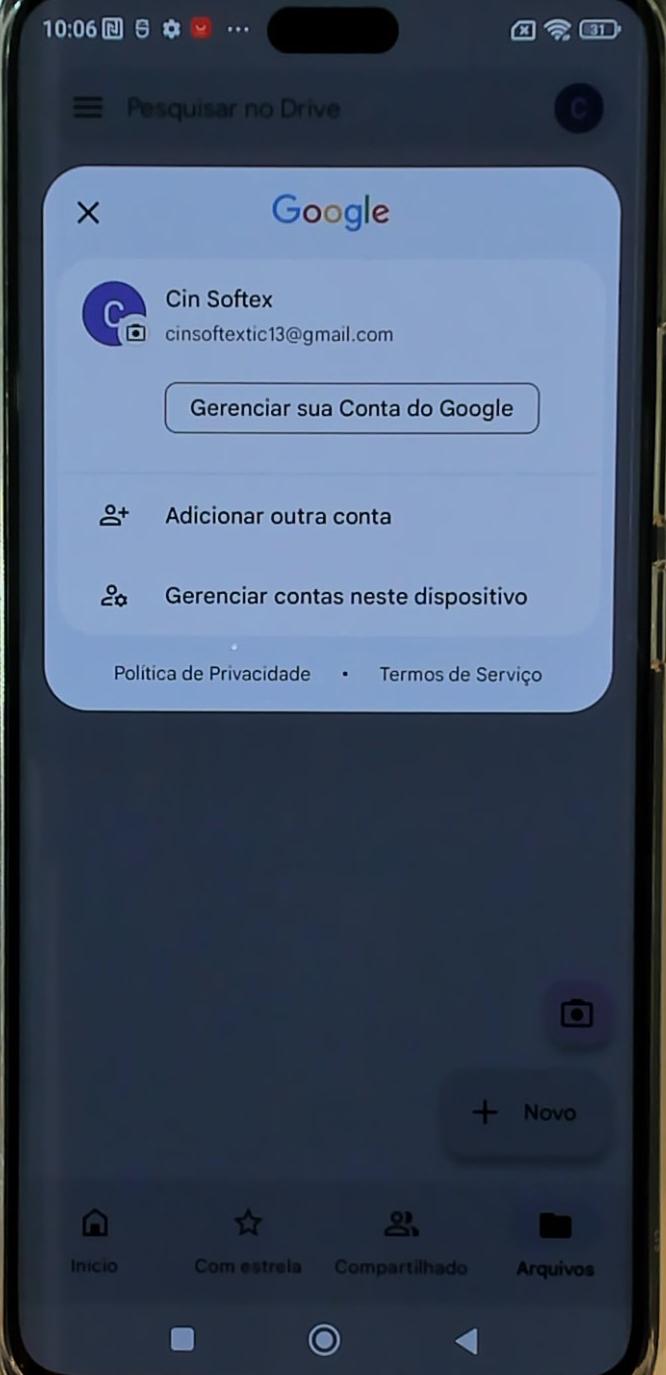 10:06
31
Pesquisar no Drive
C
Google
C
Cin Softex
cinsoftextic13@gmail.com
Gerenciar sua Conta do Google
Adicionar outra conta
Gerenciar contas neste dispositivo
Política de Privacidade • Termos de Serviço
Novo
Início
Com estrela
Compartilhado
Arquivos